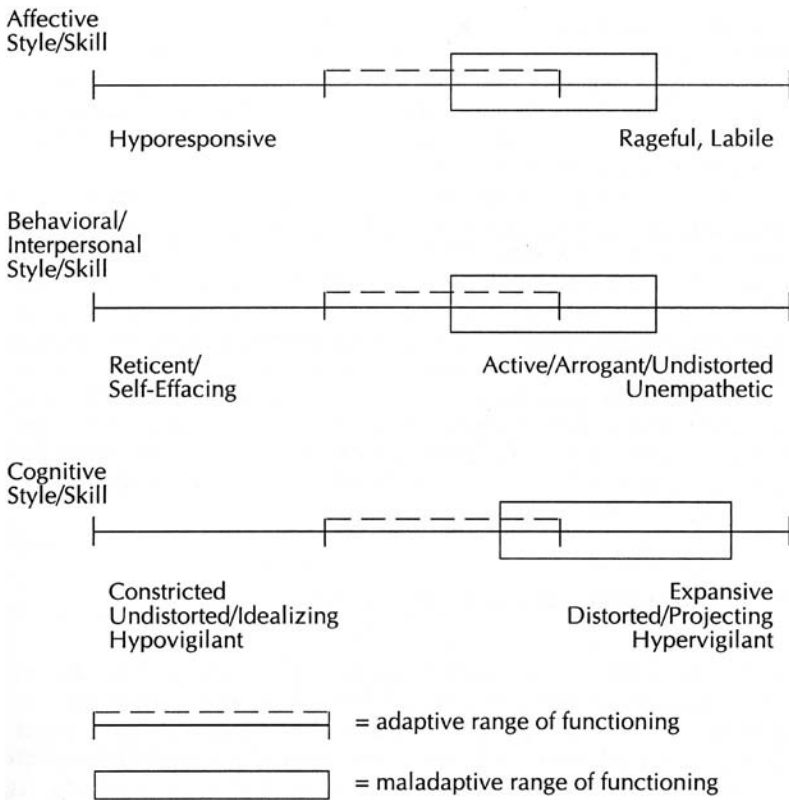 Affective
Style/Skill
Hyporesponsive
Rageful, Labile
Behavioral/
Interpersonal
Style/Skill
Reticent/
Self-Effacing
Active/Arrogant/Undistorted
Unempathetic
Cognitive
Style/Skill
Constricted
Undistorted/Idealizing
Hypovigilant
Expansive
Distorted/Projecting
Hypervigilant
= adaptive range of functioning
= maladaptive range of functioning